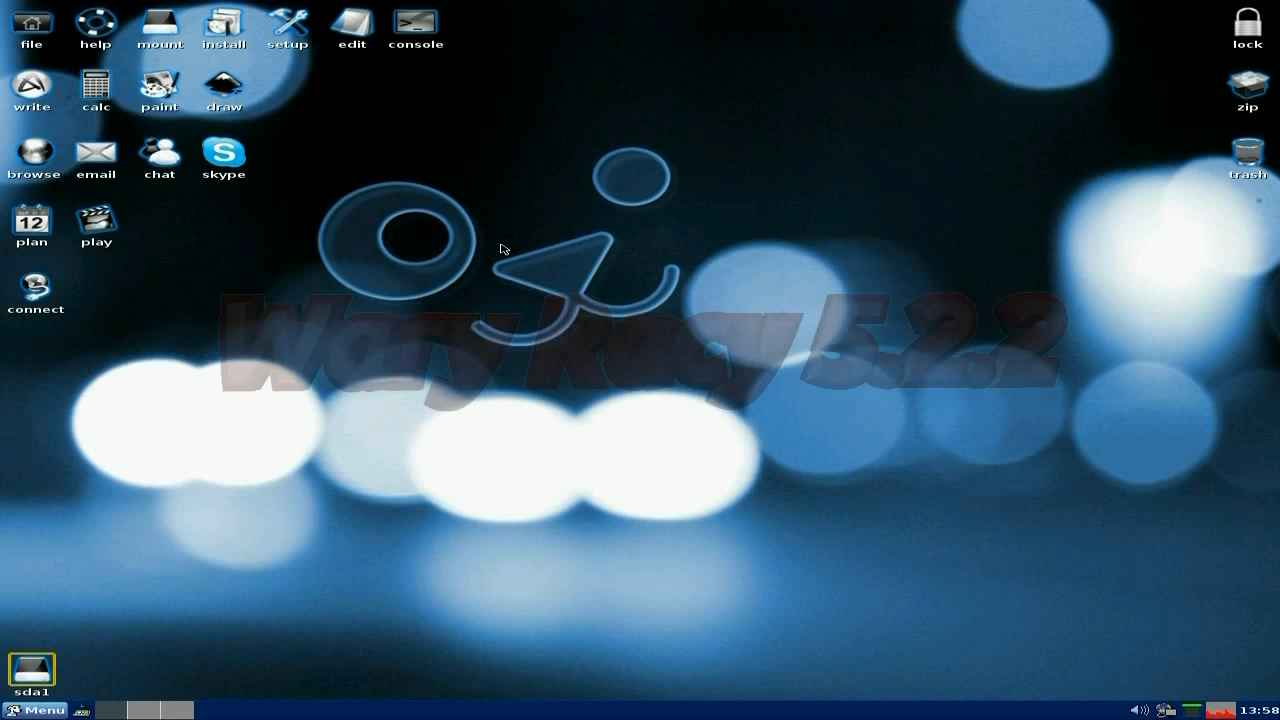 file help mount install setup edit console lock
write calc paint draw zip
browse email chat skype trash
12
plan play
connect
Wary Racy 5.2.2
sda1
Menu 13:58